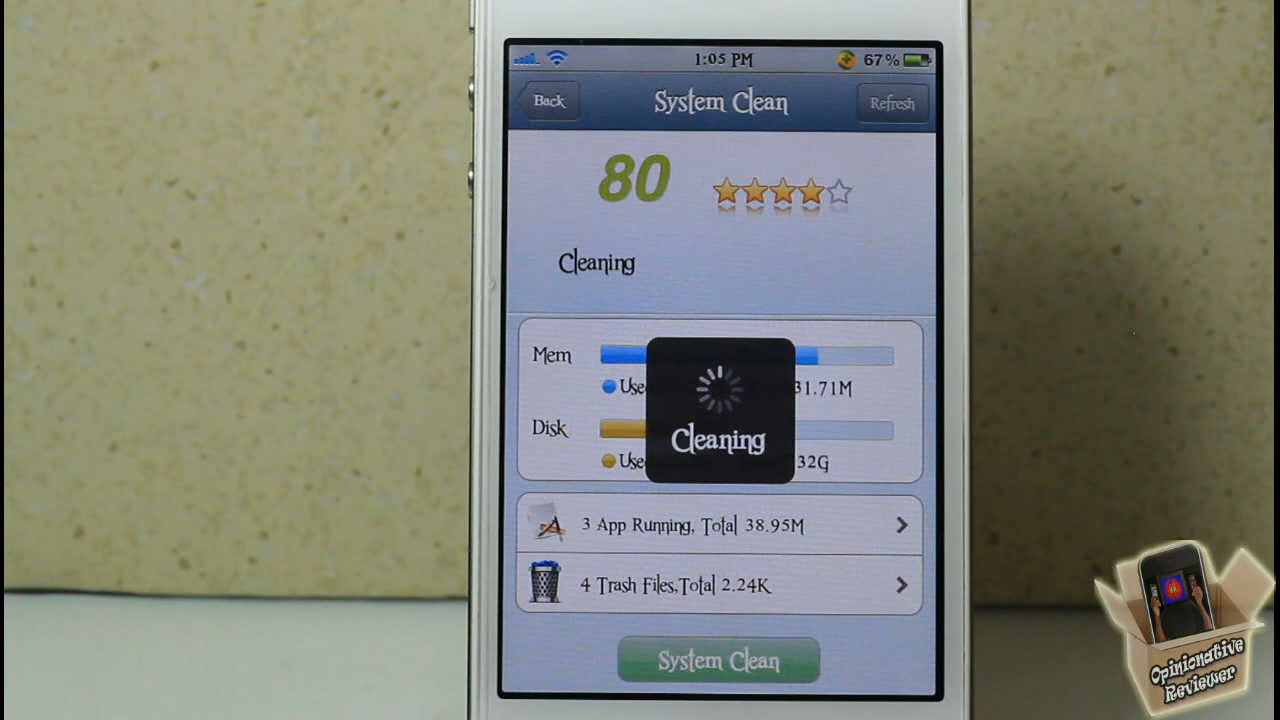 1:05 PM
67%
Back
System Clean
Refresh
80
Cleaning
Mem
Use
31.71M
Cleaning
Disk
Use
32G
3 App Running, Total 38.95M
4 Trash Files,Total 2.24K
System Clean
Opinionative
Reviewer